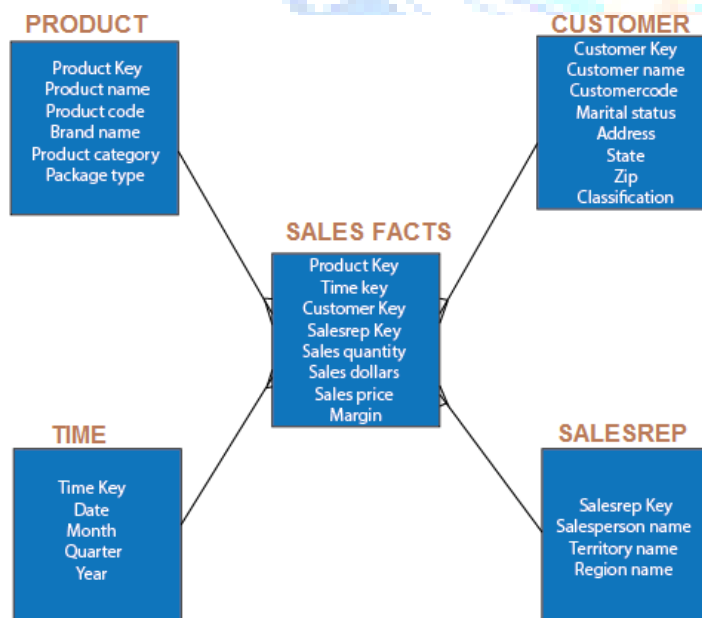 PRODUCT
Product Key
Product name
Product code
Brand name
Product category
Package type
CUSTOMER
Customer Key
Customer name
Customercode
Marital status
Address
State
Zip
Classification
SALES FACTS
Product Key
Time key
Customer Key
Salesrep Key
Sales quantity
Sales dollars
Sales price
Margin
TIME
Time Key
Date
Month
Quarter
Year
SALESREP
Salesrep Key
Salesperson name
Territory name
Region name